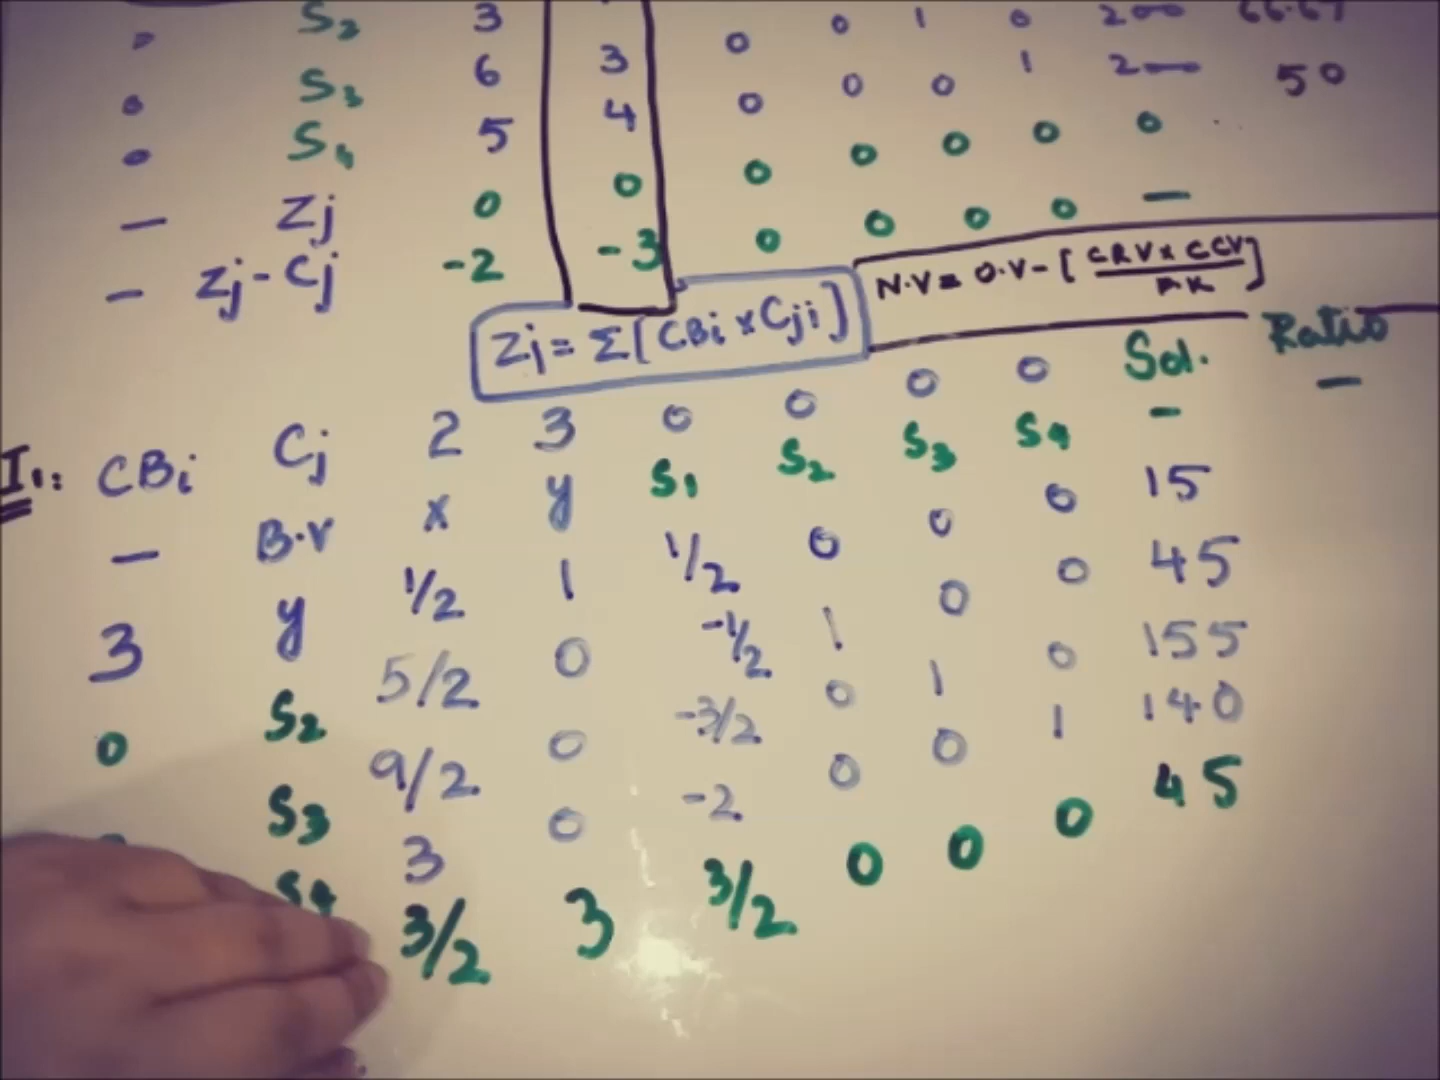 0 S2 3 0 0 1 0 200 66.67
0 S3 6 3 0 0 0 1 200 50
0 S4 5 4 0 0 0 0 0
— Zj 0 0 0 0 0 0 —
— Zj-Cj -2 -3 0
Zj = Σ[CBi x Cji]
N.V = O.V - [CRV x CCV]
Sol. Ratio
I1: CBi Cj 2 3 0 0 0 0 - —
— B.V x y S1 S2 S3 S4
3 y 1/2 1 1/2 0 0 0 15
0 S2 5/2 0 -1/2 1 0 0 45
S3 9/2 0 -3/2 0 1 0 155
S4 3 0 -2 0 0 1 140
3/2 3 3/2 0 0 0 45